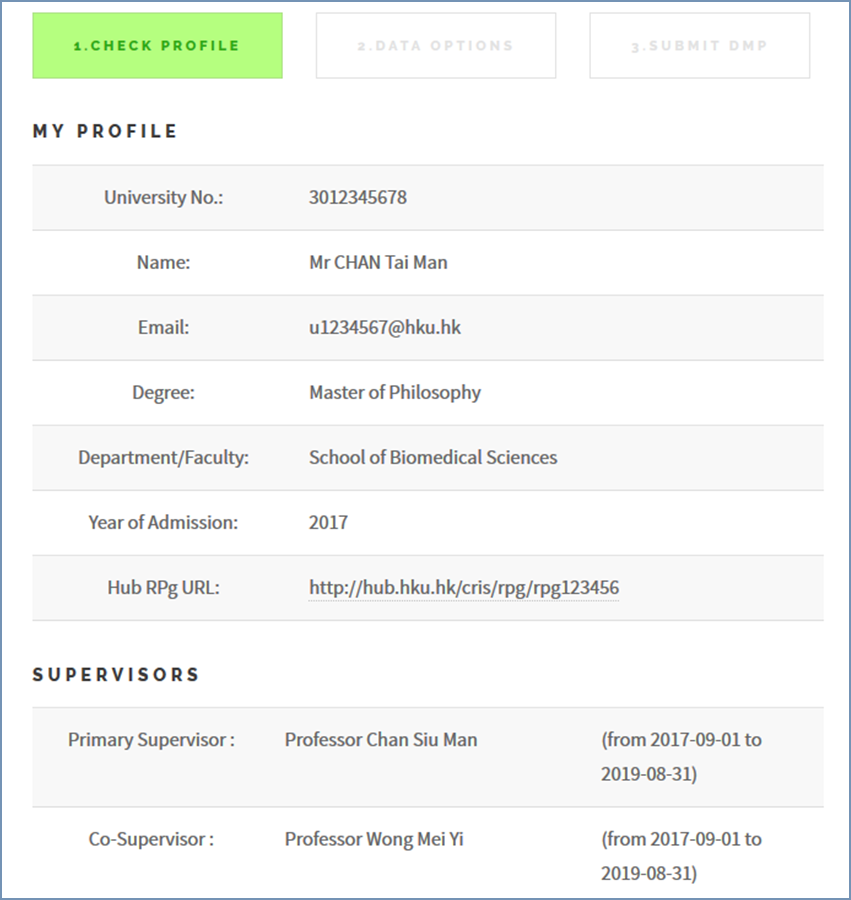 1.CHECK PROFILE 2.DATA OPTIONS 3.SUBMIT DMP
MY PROFILE
University No.: 3012345678
Name: Mr CHAN Tai Man
Email: u1234567@hku.hk
Degree: Master of Philosophy
Department/Faculty: School of Biomedical Sciences
Year of Admission: 2017
Hub RPg URL: http://hub.hku.hk/cris/rpg/rpg123456
SUPERVISORS
Primary Supervisor : Professor Chan Siu Man (from 2017-09-01 to
2019-08-31)
Co-Supervisor : Professor Wong Mei Yi (from 2017-09-01 to
2019-08-31)